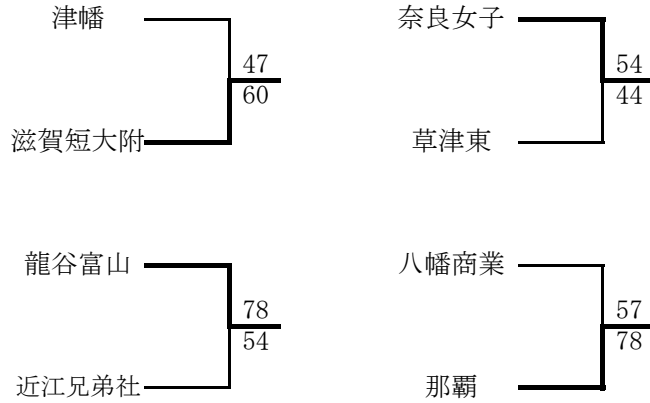 津幡
47
60
滋賀短大附
奈良女子
54
44
草津東
龍谷富山
78
54
近江兄弟社
八幡商業
57
78
那覇